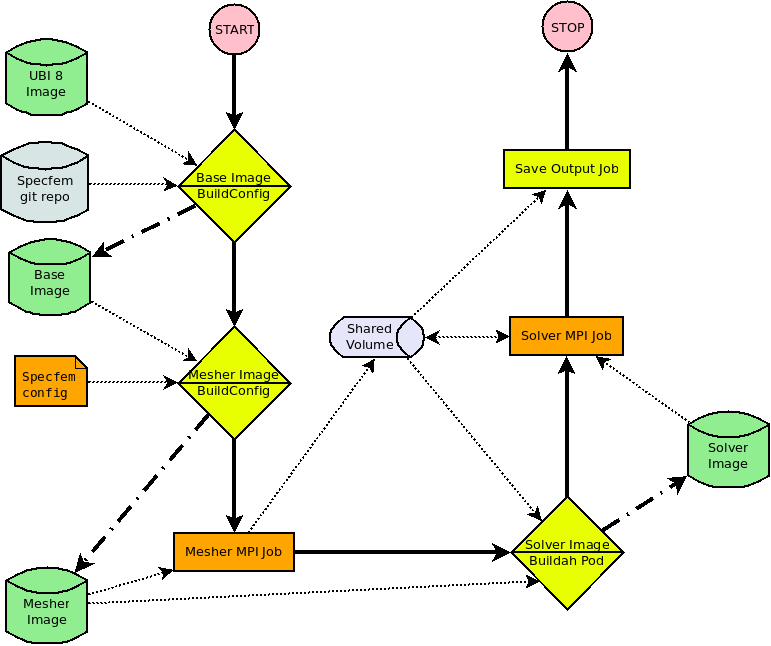 START
STOP
UBI 8
Image
Save Output Job
Specfem
git repo
Base Image
BuildConfig
Base
Image
Shared
Volume
Solver MPI Job
Specfem
config
Mesher Image
BuildConfig
Solver
Image
Mesher MPI Job
Solver Image
Buildah Pod
Mesher
Image